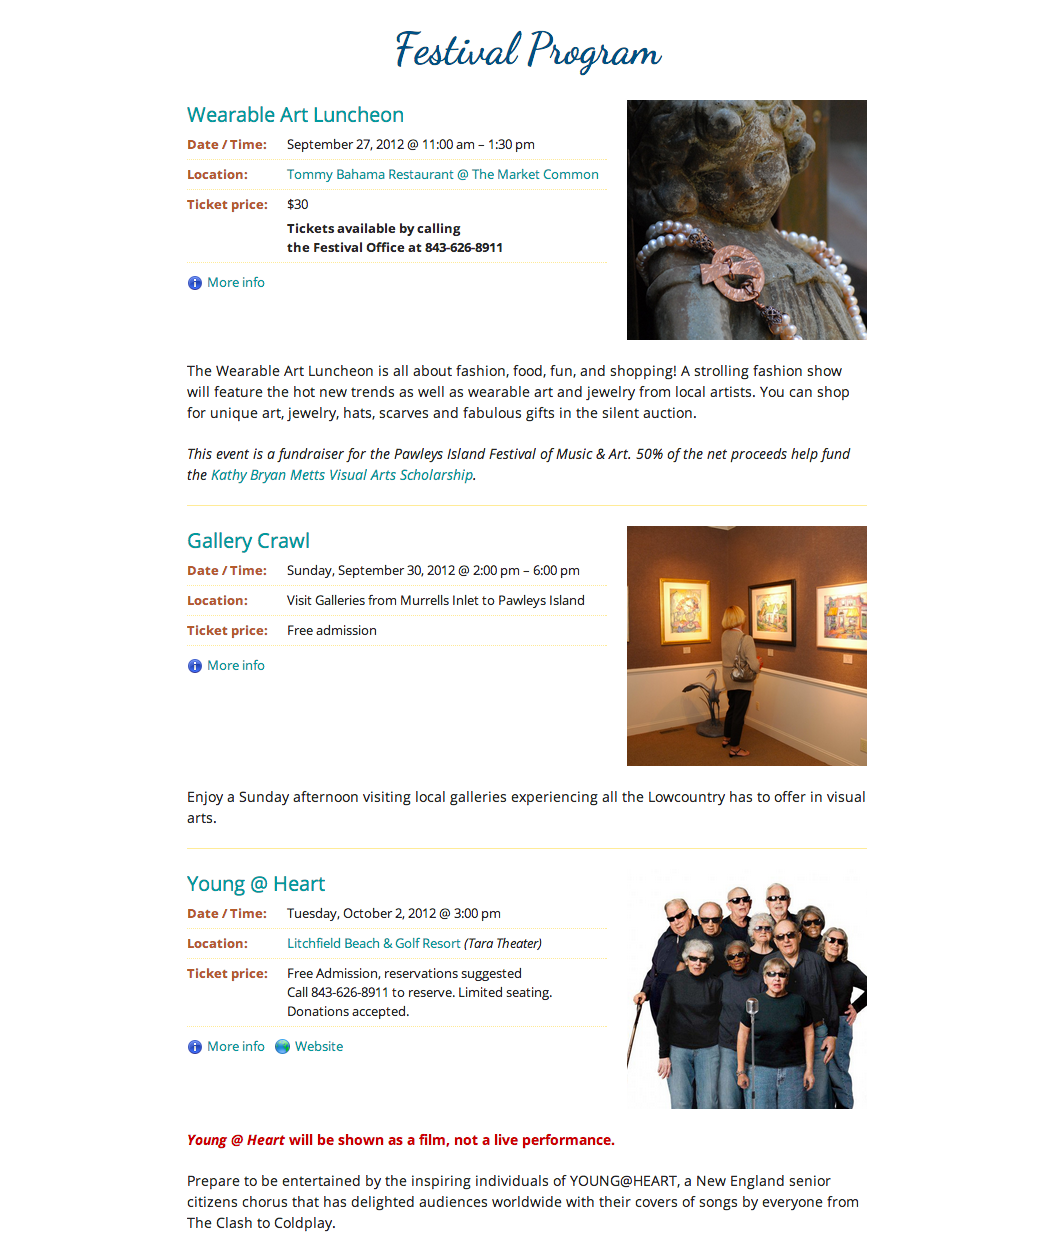 Festival Program
Wearable Art Luncheon
Date / Time: September 27, 2012 @ 11:00 am – 1:30 pm
Location: Tommy Bahama Restaurant @ The Market Common
Ticket price: $30
Tickets available by calling
the Festival Office at 843-626-8911
More info
The Wearable Art Luncheon is all about fashion, food, fun, and shopping! A strolling fashion show
will feature the hot new trends as well as wearable art and jewelry from local artists. You can shop
for unique art, jewelry, hats, scarves and fabulous gifts in the silent auction.
This event is a fundraiser for the Pawleys Island Festival of Music & Art. 50% of the net proceeds help fund
the Kathy Bryan Metts Visual Arts Scholarship.
Gallery Crawl
Date / Time: Sunday, September 30, 2012 @ 2:00 pm – 6:00 pm
Location: Visit Galleries from Murrells Inlet to Pawleys Island
Ticket price: Free admission
More info
Enjoy a Sunday afternoon visiting local galleries experiencing all the Lowcountry has to offer in visual
arts.
Young @ Heart
Date / Time: Tuesday, October 2, 2012 @ 3:00 pm
Location: Litchfield Beach & Golf Resort (Tara Theater)
Ticket price: Free Admission, reservations suggested
Call 843-626-8911 to reserve. Limited seating.
Donations accepted.
More info Website
Young @ Heart will be shown as a film, not a live performance.
Prepare to be entertained by the inspiring individuals of YOUNG@HEART, a New England senior
citizens chorus that has delighted audiences worldwide with their covers of songs by everyone from
The Clash to Coldplay.